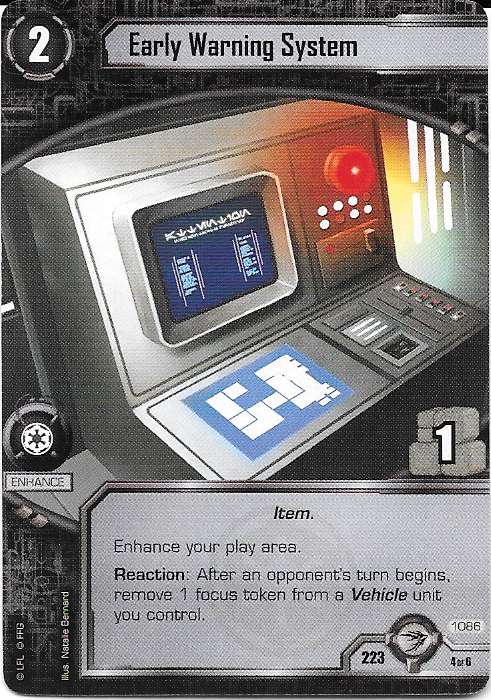 2
Early Warning System
1
ENHANCE
Item.
Enhance your play area.
Reaction: After an opponent's turn begins,
remove 1 focus token from a Vehicle unit
you control.
© LFL © FFG
Illus. Natalie Bernard
223
4 of 6
1086